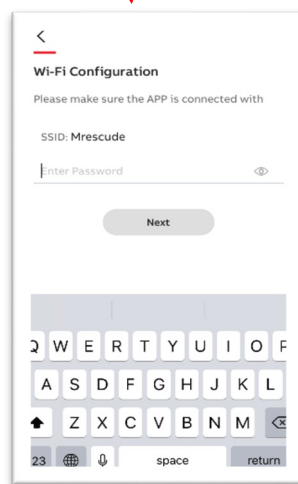 Wi-Fi Configuration
Please make sure the APP is connected with
SSID: Mrescude
Enter Password
Next
Q W E R T Y U I O P
A S D F G H J K L
Z X C V B N M
23 space return